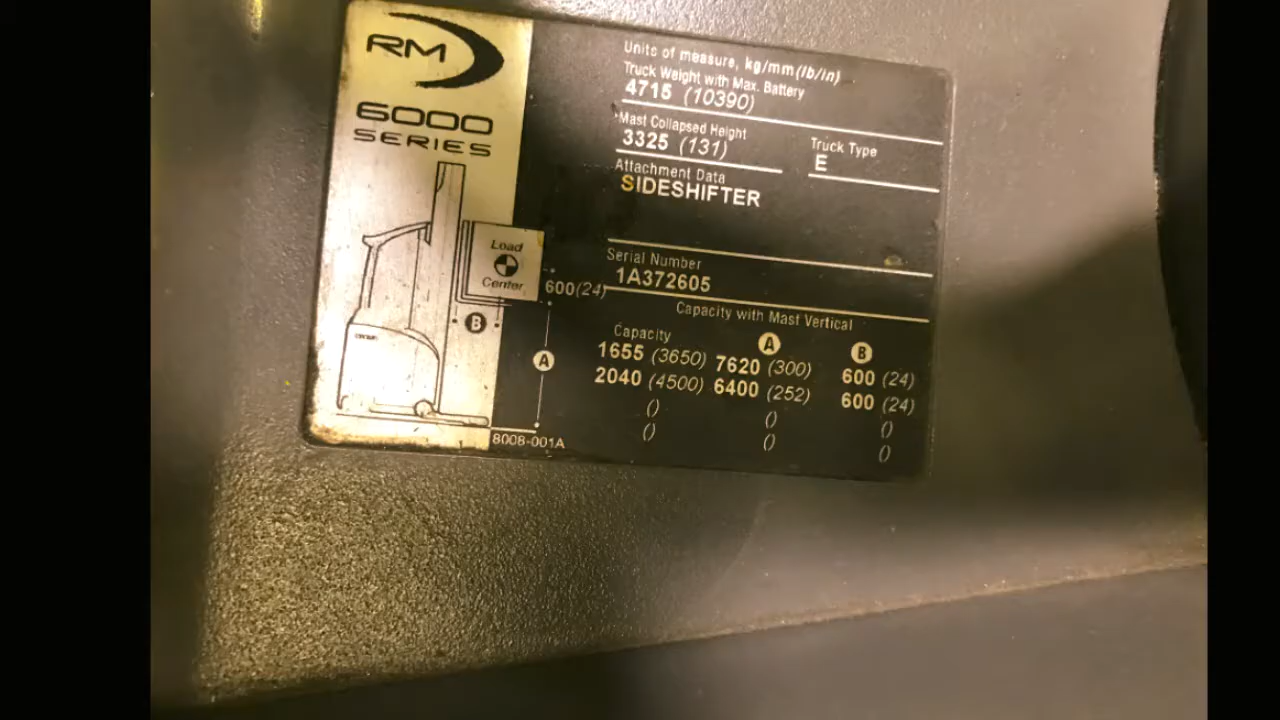 RM
6000
SERIES
Load
Center
600(24)
B
A
8008-001A
Units of measure, kg/mm(lb/in)
Truck Weight with Max. Battery
4715 (10390)
Mast Collapsed Height
3325 (131)
Truck Type
E
Attachment Data
SIDESHIFTER
Serial Number
1A372605
Capacity with Mast Vertical
Capacity A B
1655 (3650) 7620 (300) 600 (24)
2040 (4500) 6400 (252) 600 (24)
() () ()
() () ()